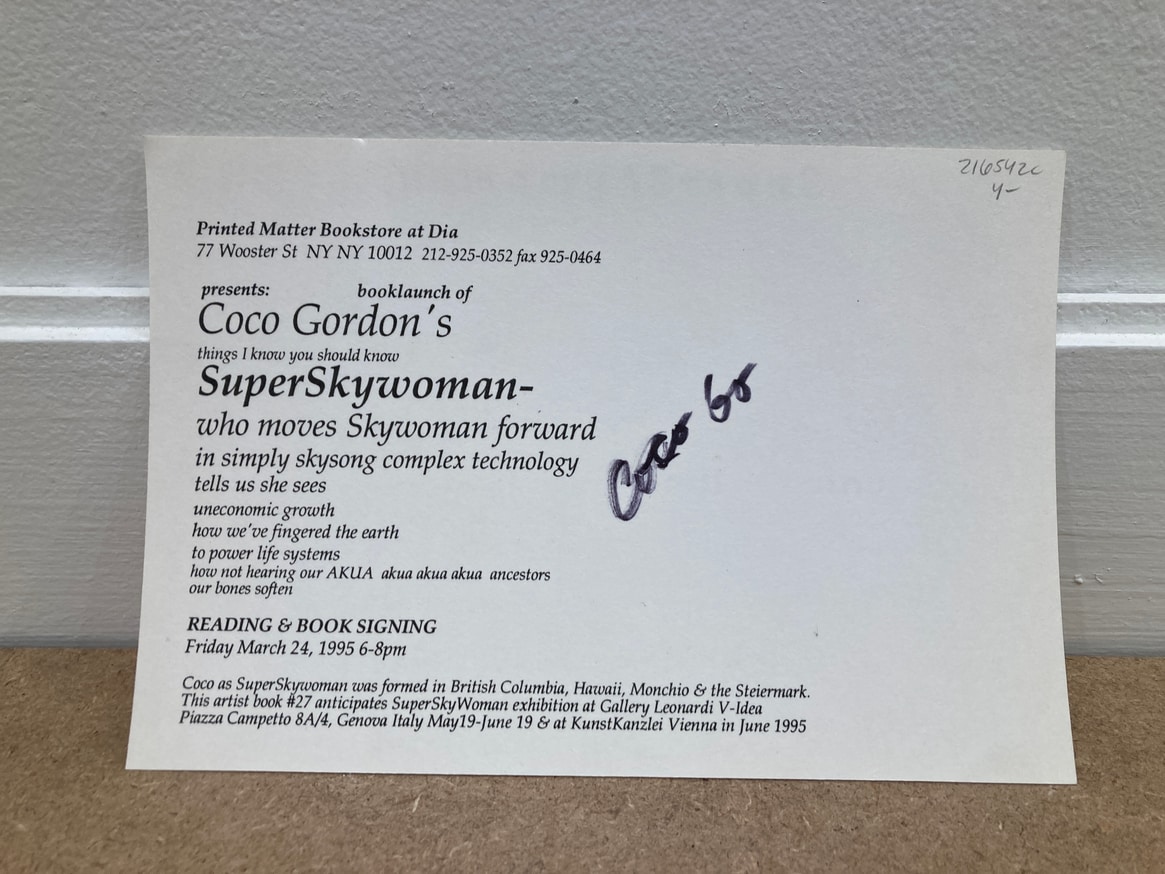 216542c
4-
Printed Matter Bookstore at Dia
77 Wooster St NY NY 10012 212-925-0352 fax 925-0464
presents: booklaunch of
Coco Gordon's
things I know you should know
SuperSkywoman-
who moves Skywoman forward
in simply skysong complex technology
tells us she sees
uneconomic growth
how we've fingered the earth
to power life systems
how not hearing our AKUA akua akua akua ancestors
our bones soften
Coco Go
READING & BOOK SIGNING
Friday March 24, 1995 6-8pm
Coco as SuperSkywoman was formed in British Columbia, Hawaii, Monchio & the Steiermark.
This artist book #27 anticipates SuperSkyWoman exhibition at Gallery Leonardi V-Idea
Piazza Campetto 8A/4, Genova Italy May19-June 19 & at KunstKanzlei Vienna in June 1995